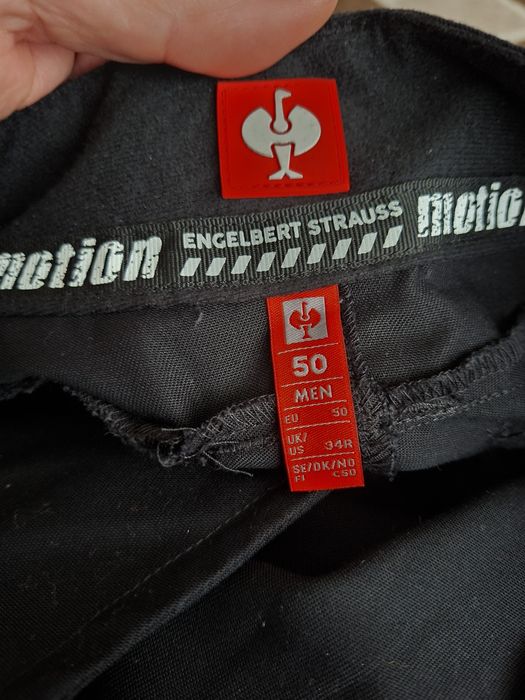 motion ENGELBERT STRAUSS motion
50
MEN
EU 50
UK/
US 34R
SE/DK/NO
FI C50